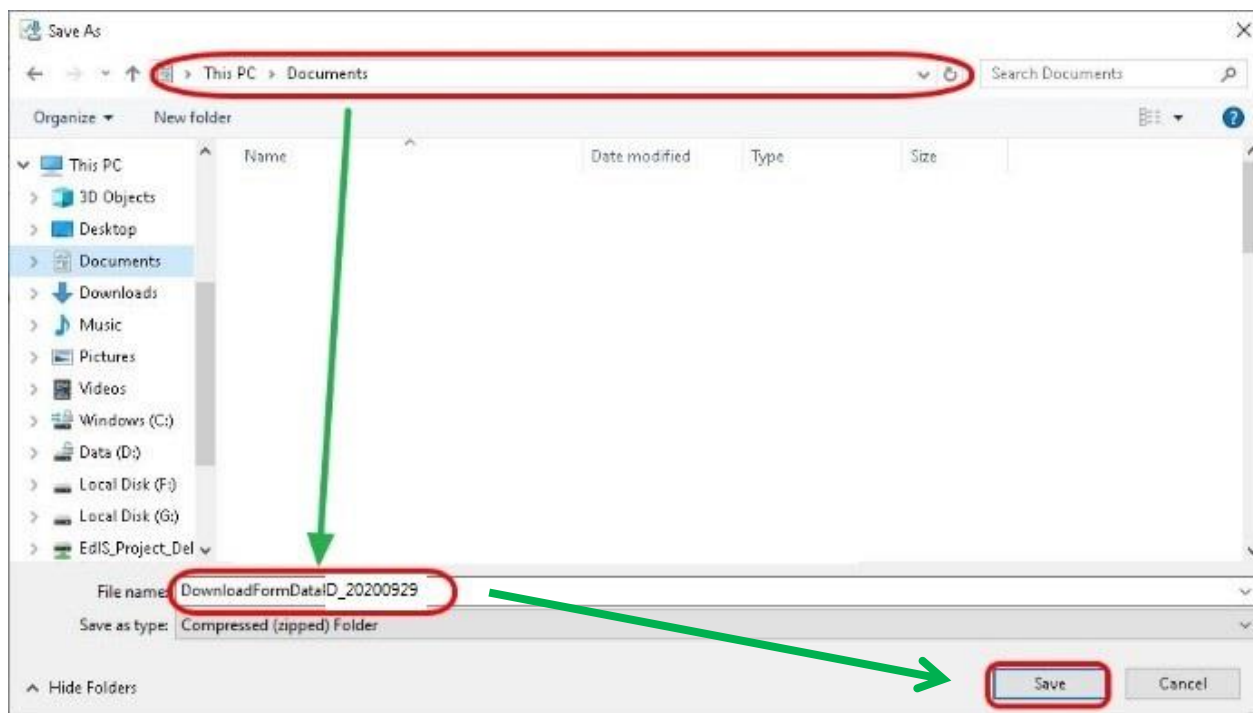 Save As
This PC > Documents
Search Documents
Organize
New folder
Name
Date modified
Type
Size
This PC
3D Objects
Desktop
Documents
Downloads
Music
Pictures
Videos
Windows (C:)
Data (D:)
Local Disk (F:)
Local Disk (G:)
EdIS_Project_Del
File name: DownloadFormDataID_20200929
Save as type: Compressed (zipped) Folder
Hide Folders
Save
Cancel